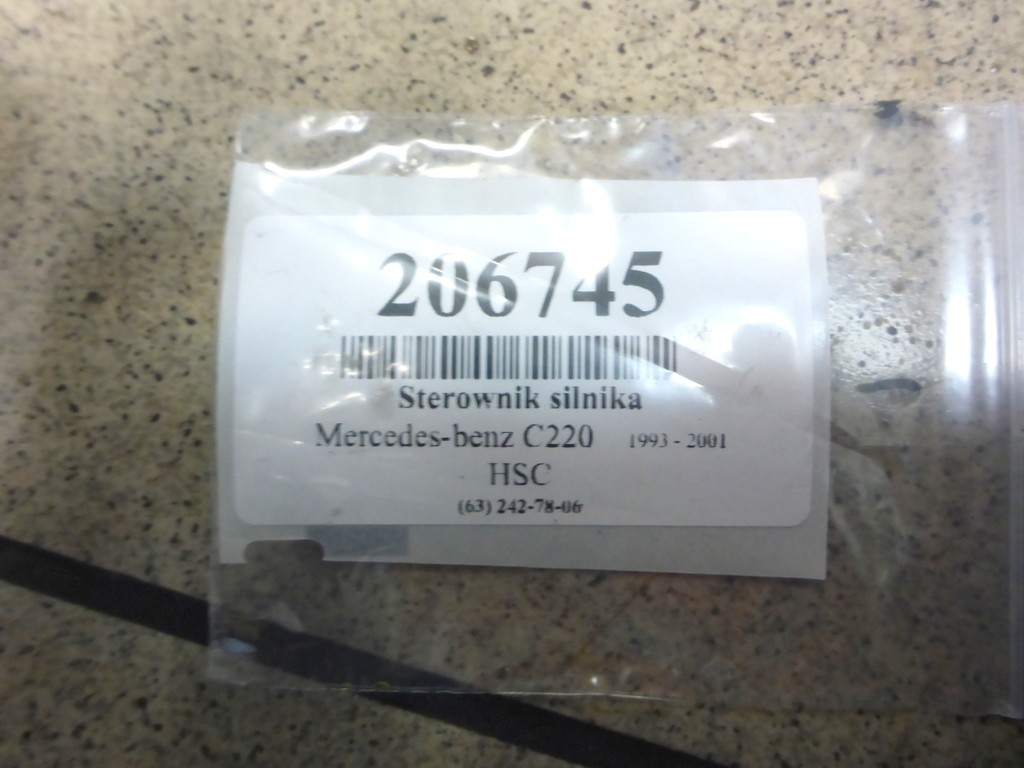 206745
Sterownik silnika
Mercedes-benz C220 1993 - 2001
HSC
(63) 242-78-06